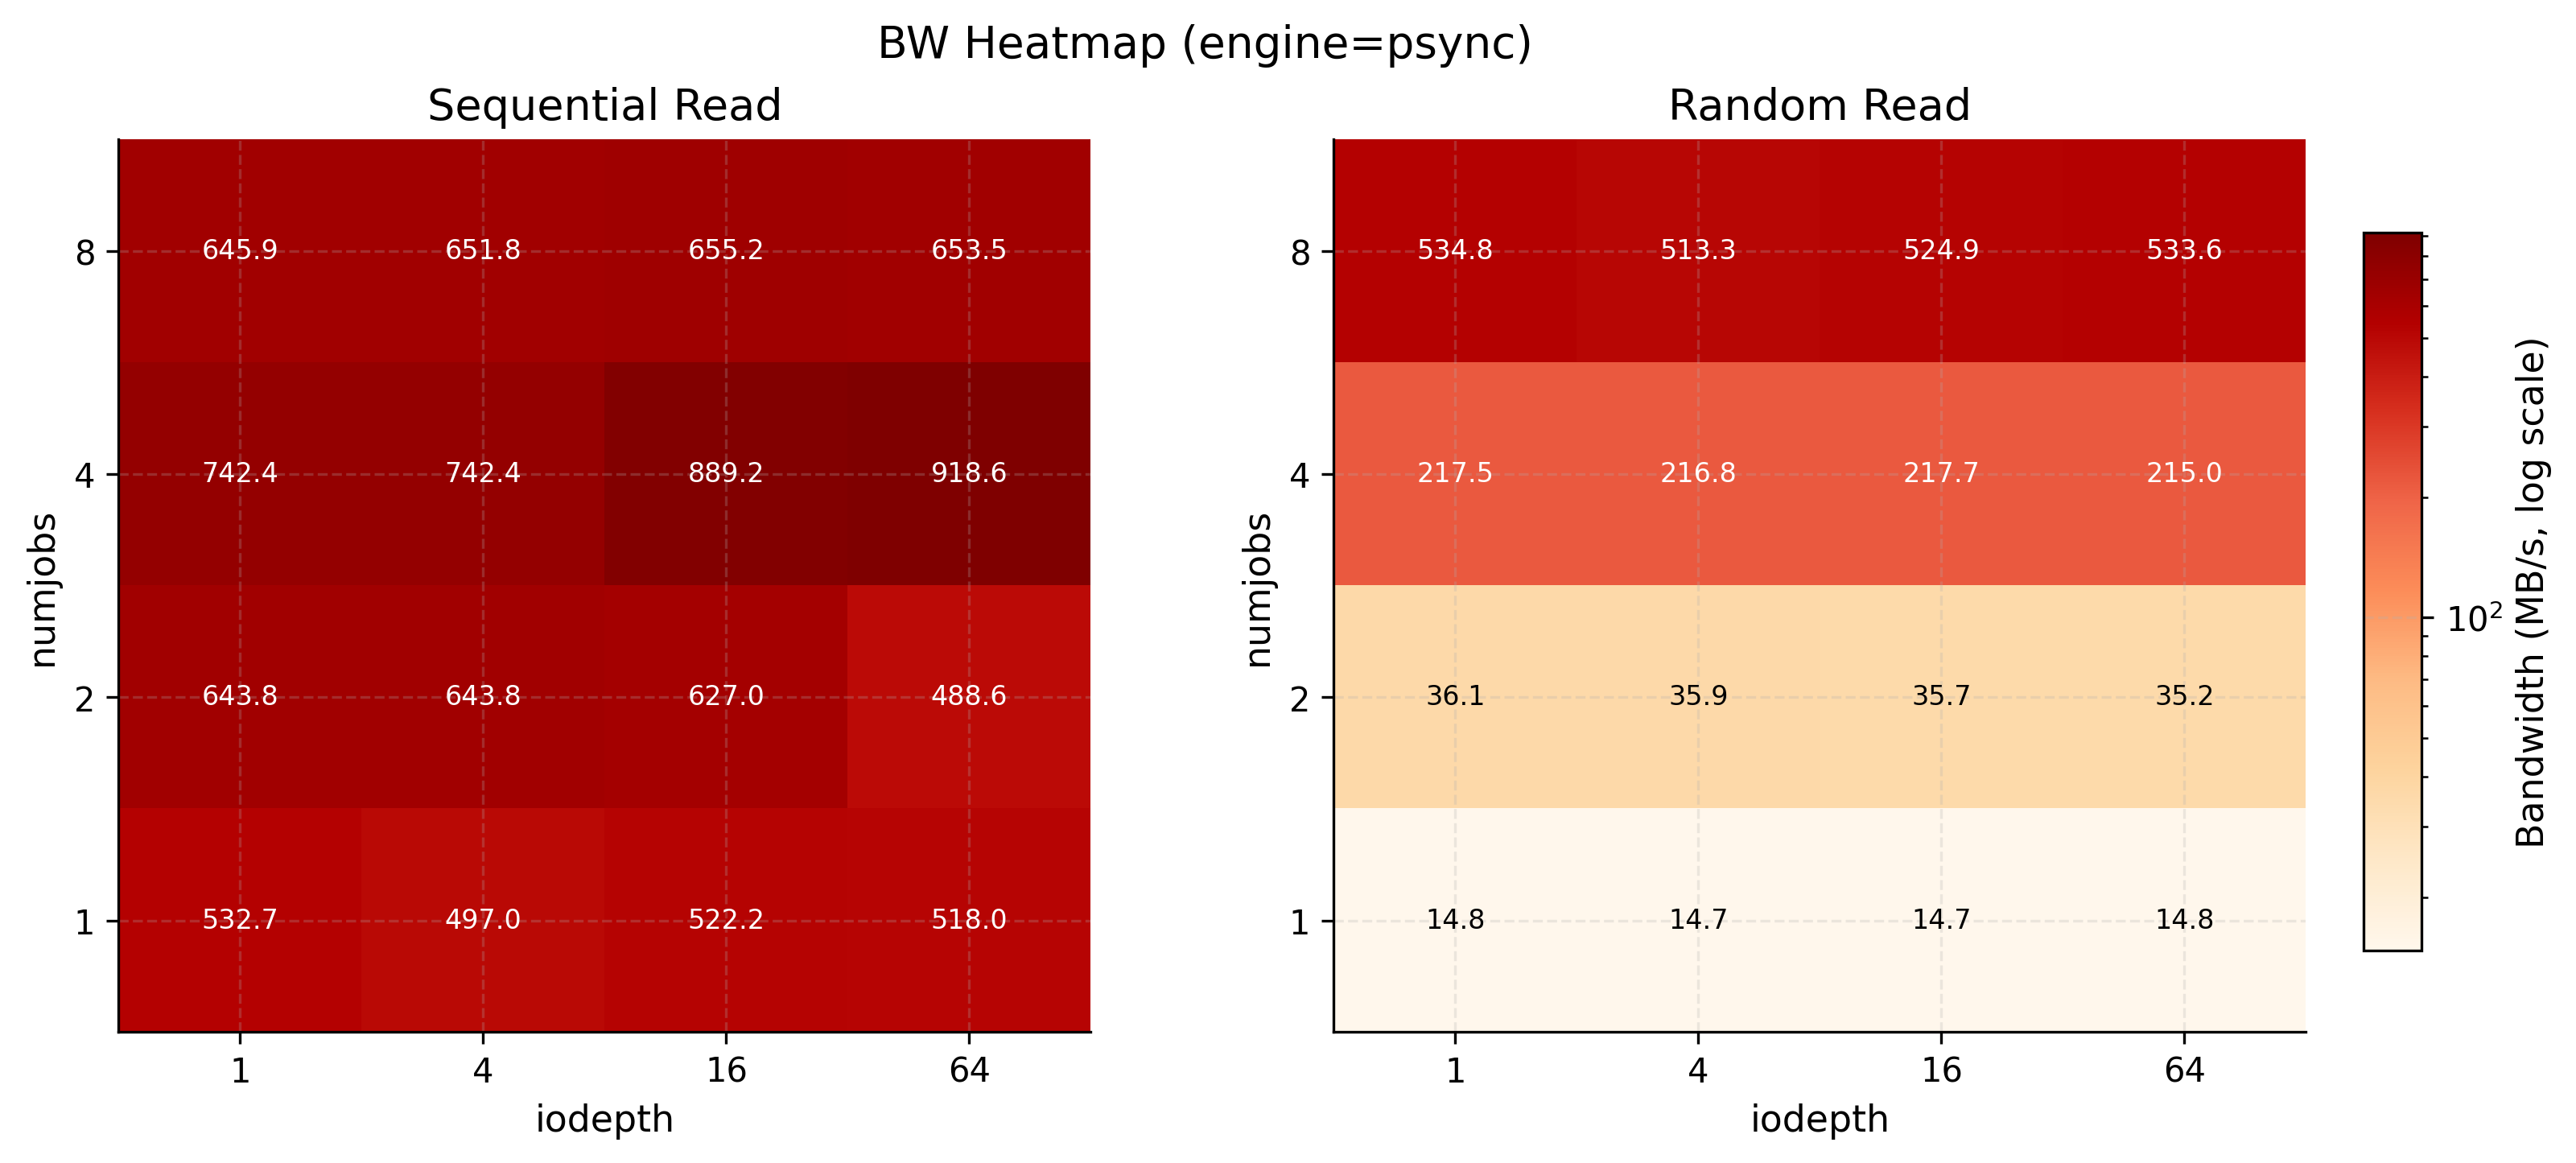 BW Heatmap (engine=psync)
Sequential Read
numjobs
8
645.9 651.8 655.2 653.5
4
742.4 742.4 889.2 918.6
2
643.8 643.8 627.0 488.6
1
532.7 497.0 522.2 518.0
1 4 16 64
iodepth
Random Read
numjobs
8
534.8 513.3 524.9 533.6
4
217.5 216.8 217.7 215.0
2
36.1 35.9 35.7 35.2
1
14.8 14.7 14.7 14.8
1 4 16 64
iodepth
10²
Bandwidth (MB/s, log scale)